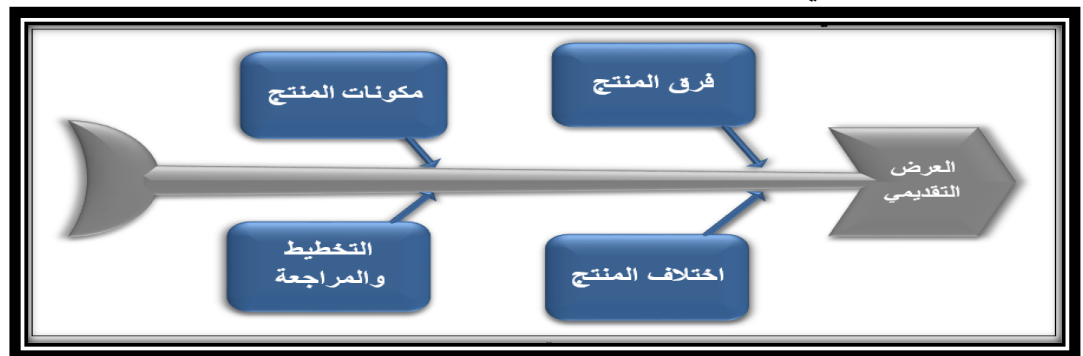 فرق المنتج
مكونات المنتج
العرض
التقديمي
اختلاف المنتج
التخطيط
والمراجعة